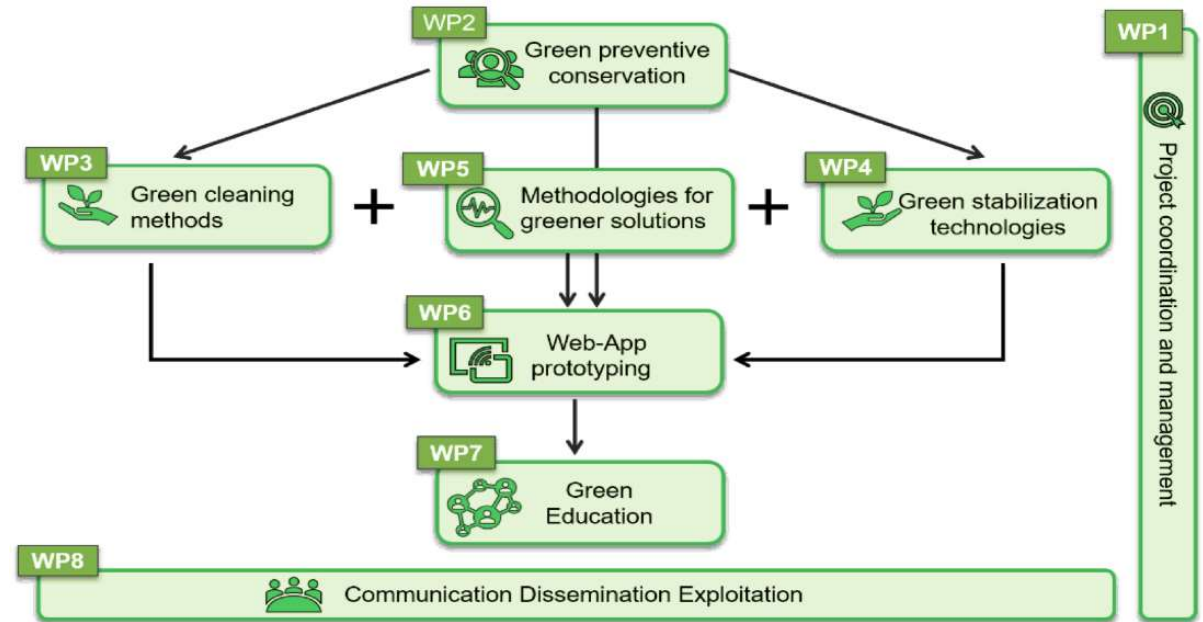 WP2
Green preventive
conservation
WP1
Project coordination and management
WP3
Green cleaning
methods
WP5
Methodologies for
greener solutions
WP4
Green stabilization
technologies
WP6
Web-App
prototyping
WP7
Green
Education
WP8
Communication Dissemination Exploitation